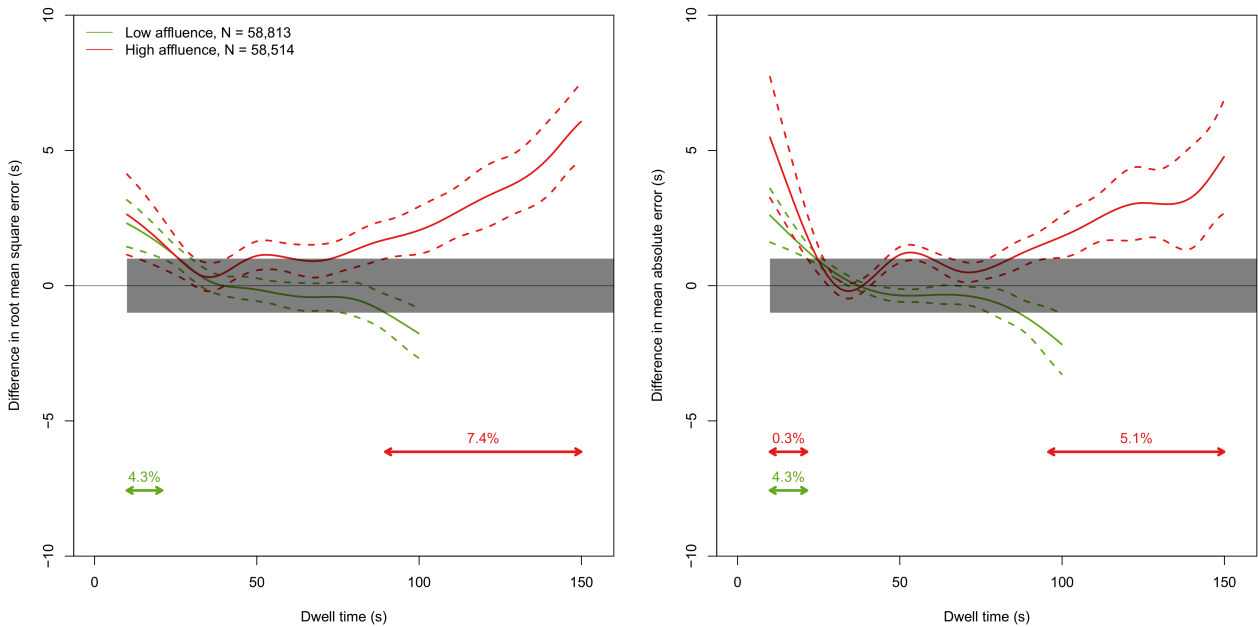 Low affluence, N = 58,813
High affluence, N = 58,514
Difference in root mean square error (s)
10
5
0
−5
−10
7.4%
4.3%
0 50 100 150
Dwell time (s)
Difference in mean absolute error (s)
10
5
0
−5
−10
0.3% 5.1%
4.3%
0 50 100 150
Dwell time (s)